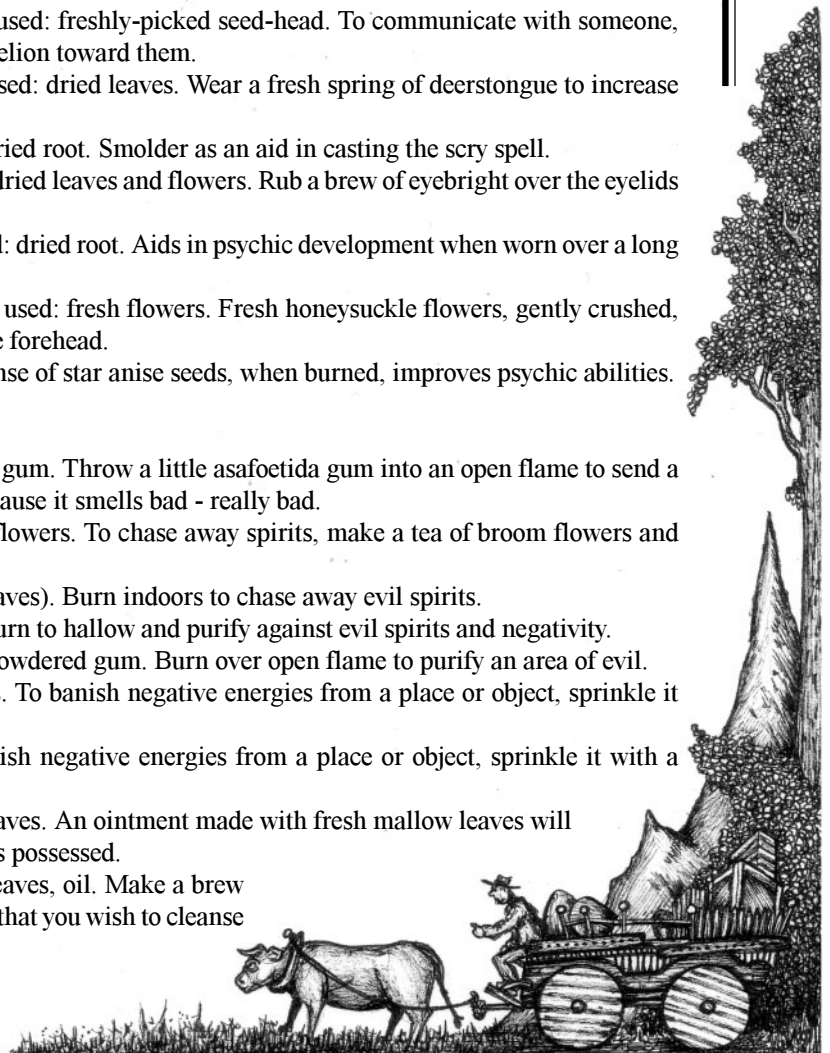 used: freshly-picked seed-head. To communicate with someone,
elion toward them.
sed: dried leaves. Wear a fresh spring of deerstongue to increase
ried root. Smolder as an aid in casting the scry spell.
dried leaves and flowers. Rub a brew of eyebright over the eyelids
l: dried root. Aids in psychic development when worn over a long
used: fresh flowers. Fresh honeysuckle flowers, gently crushed,
e forehead.
nse of star anise seeds, when burned, improves psychic abilities.
gum. Throw a little asafoetida gum into an open flame to send a
ause it smells bad - really bad.
flowers. To chase away spirits, make a tea of broom flowers and
aves). Burn indoors to chase away evil spirits.
urn to hallow and purify against evil spirits and negativity.
owdered gum. Burn over open flame to purify an area of evil.
. To banish negative energies from a place or object, sprinkle it
ish negative energies from a place or object, sprinkle it with a
aves. An ointment made with fresh mallow leaves will
s possessed.
eaves, oil. Make a brew
that you wish to cleanse